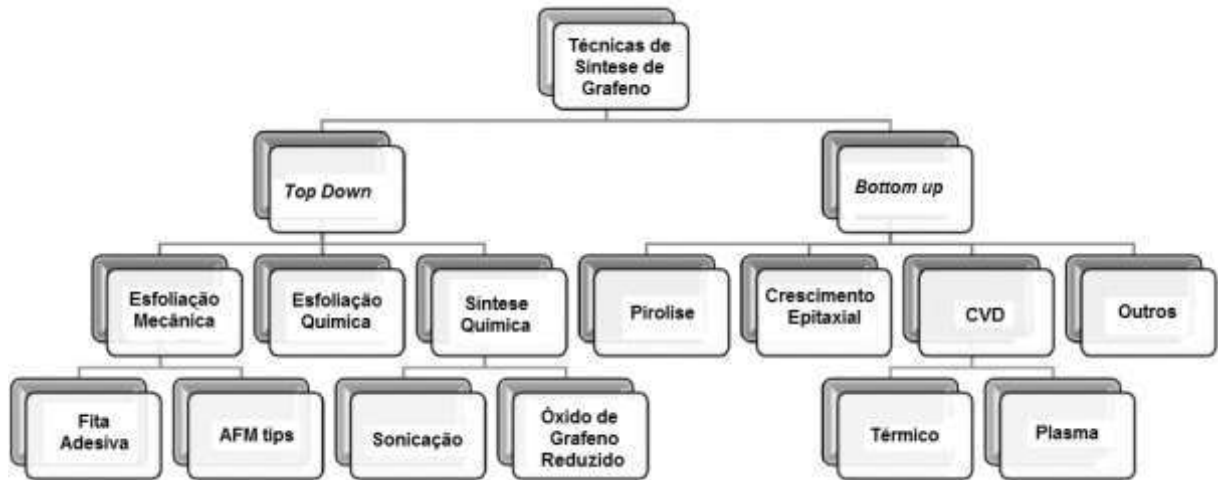 Técnicas de
Síntese de
Grafeno
Top Down
Bottom up
Esfoliação
Mecânica
Esfoliação
Química
Síntese
Química
Pirolise
Crescimento
Epitaxial
CVD
Outros
Fita
Adesiva
AFM tips
Sonicação
Óxido de
Grafeno
Reduzido
Térmico
Plasma